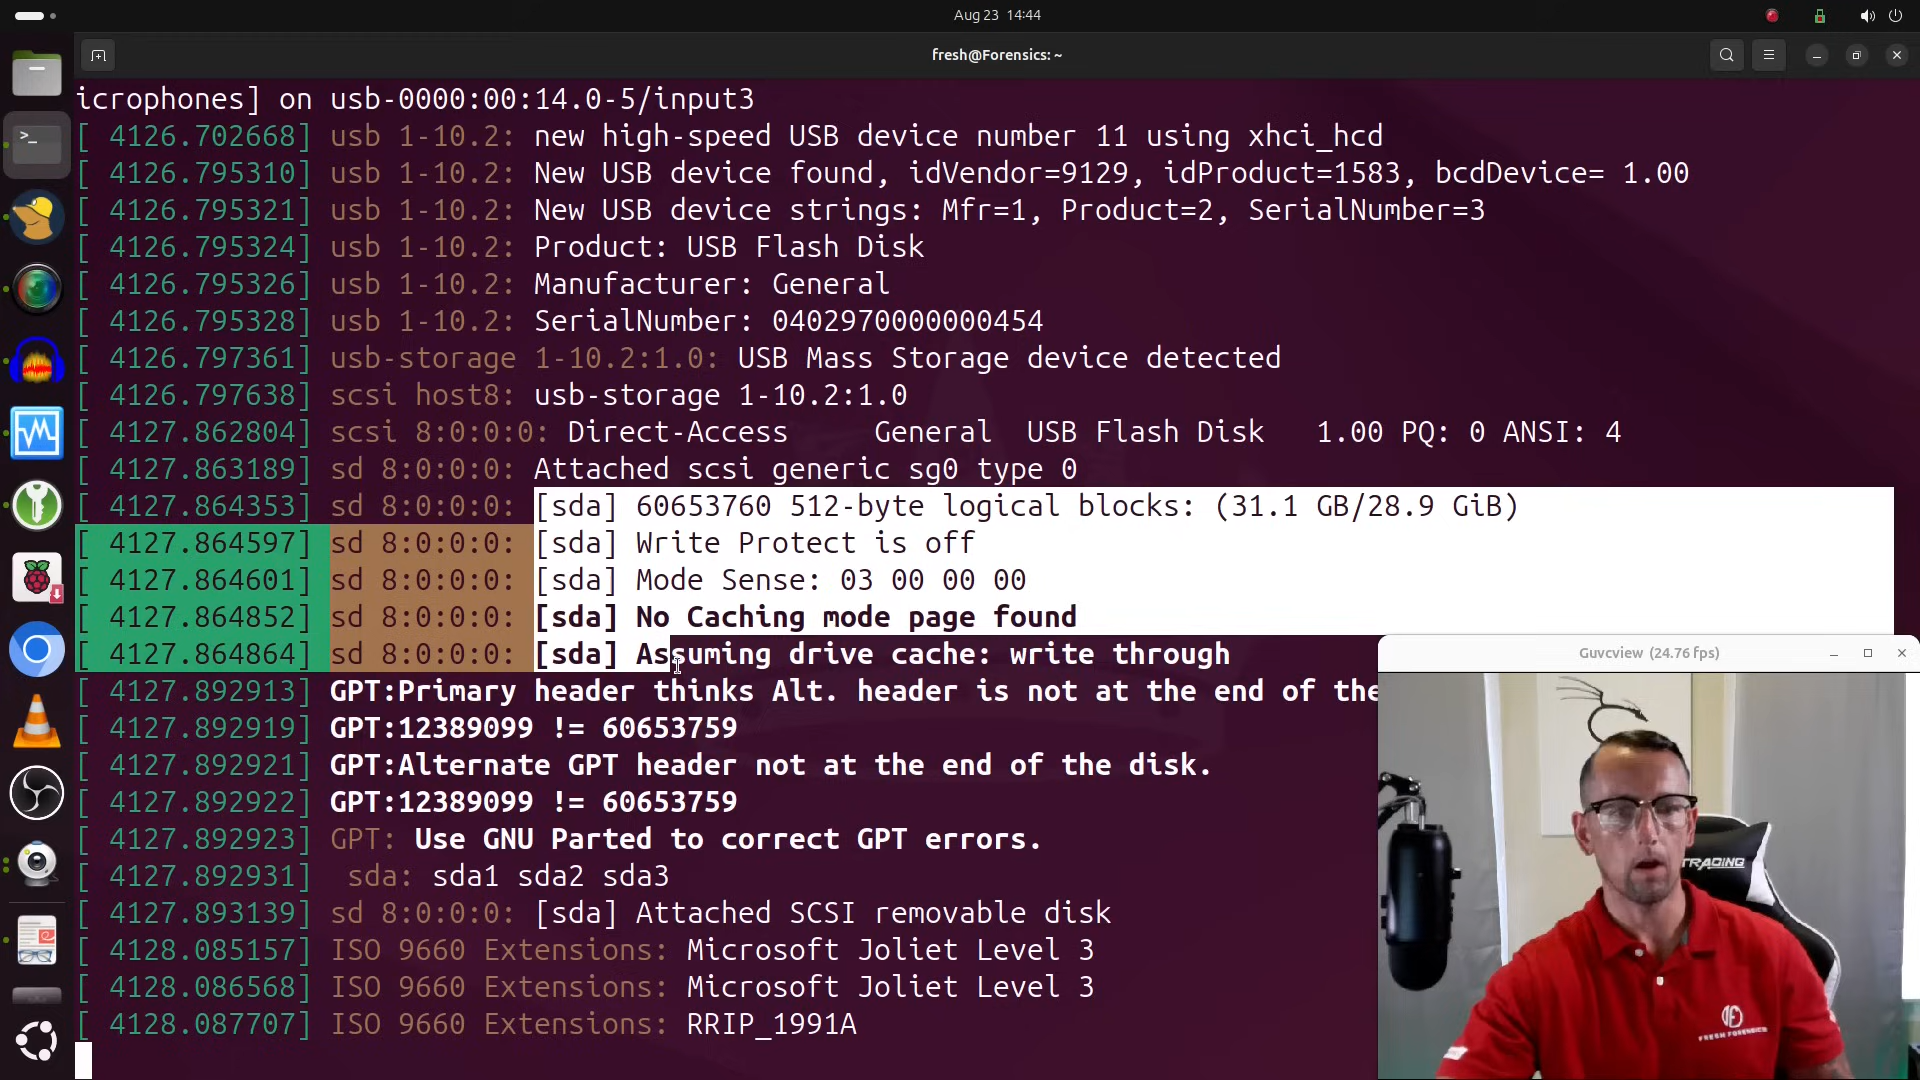 Aug 23 14:44
fresh@Forensics: ~
icrophones] on usb-0000:00:14.0-5/input3
[ 4126.702668] usb 1-10.2: new high-speed USB device number 11 using xhci_hcd
[ 4126.795310] usb 1-10.2: New USB device found, idVendor=9129, idProduct=1583, bcdDevice= 1.00
[ 4126.795321] usb 1-10.2: New USB device strings: Mfr=1, Product=2, SerialNumber=3
[ 4126.795324] usb 1-10.2: Product: USB Flash Disk
[ 4126.795326] usb 1-10.2: Manufacturer: General
[ 4126.795328] usb 1-10.2: SerialNumber: 0402970000000454
[ 4126.797361] usb-storage 1-10.2:1.0: USB Mass Storage device detected
[ 4126.797638] scsi host8: usb-storage 1-10.2:1.0
[ 4127.862804] scsi 8:0:0:0: Direct-Access     General  USB Flash Disk   1.00 PQ: 0 ANSI: 4
[ 4127.863189] sd 8:0:0:0: Attached scsi generic sg0 type 0
[ 4127.864353] sd 8:0:0:0: [sda] 60653760 512-byte logical blocks: (31.1 GB/28.9 GiB)
[ 4127.864597] sd 8:0:0:0: [sda] Write Protect is off
[ 4127.864601] sd 8:0:0:0: [sda] Mode Sense: 03 00 00 00
[ 4127.864852] sd 8:0:0:0: [sda] No Caching mode page found
[ 4127.864864] sd 8:0:0:0: [sda] Assuming drive cache: write through
[ 4127.892913] GPT:Primary header thinks Alt. header is not at the end of the
[ 4127.892919] GPT:12389099 != 60653759
[ 4127.892921] GPT:Alternate GPT header not at the end of the disk.
[ 4127.892922] GPT:12389099 != 60653759
[ 4127.892923] GPT: Use GNU Parted to correct GPT errors.
[ 4127.892931]  sda: sda1 sda2 sda3
[ 4127.893139] sd 8:0:0:0: [sda] Attached SCSI removable disk
[ 4128.085157] ISO 9660 Extensions: Microsoft Joliet Level 3
[ 4128.086568] ISO 9660 Extensions: Microsoft Joliet Level 3
[ 4128.087707] ISO 9660 Extensions: RRIP_1991A
Guvcview (24.76 fps)
TRADING
FRESH FORENSICS